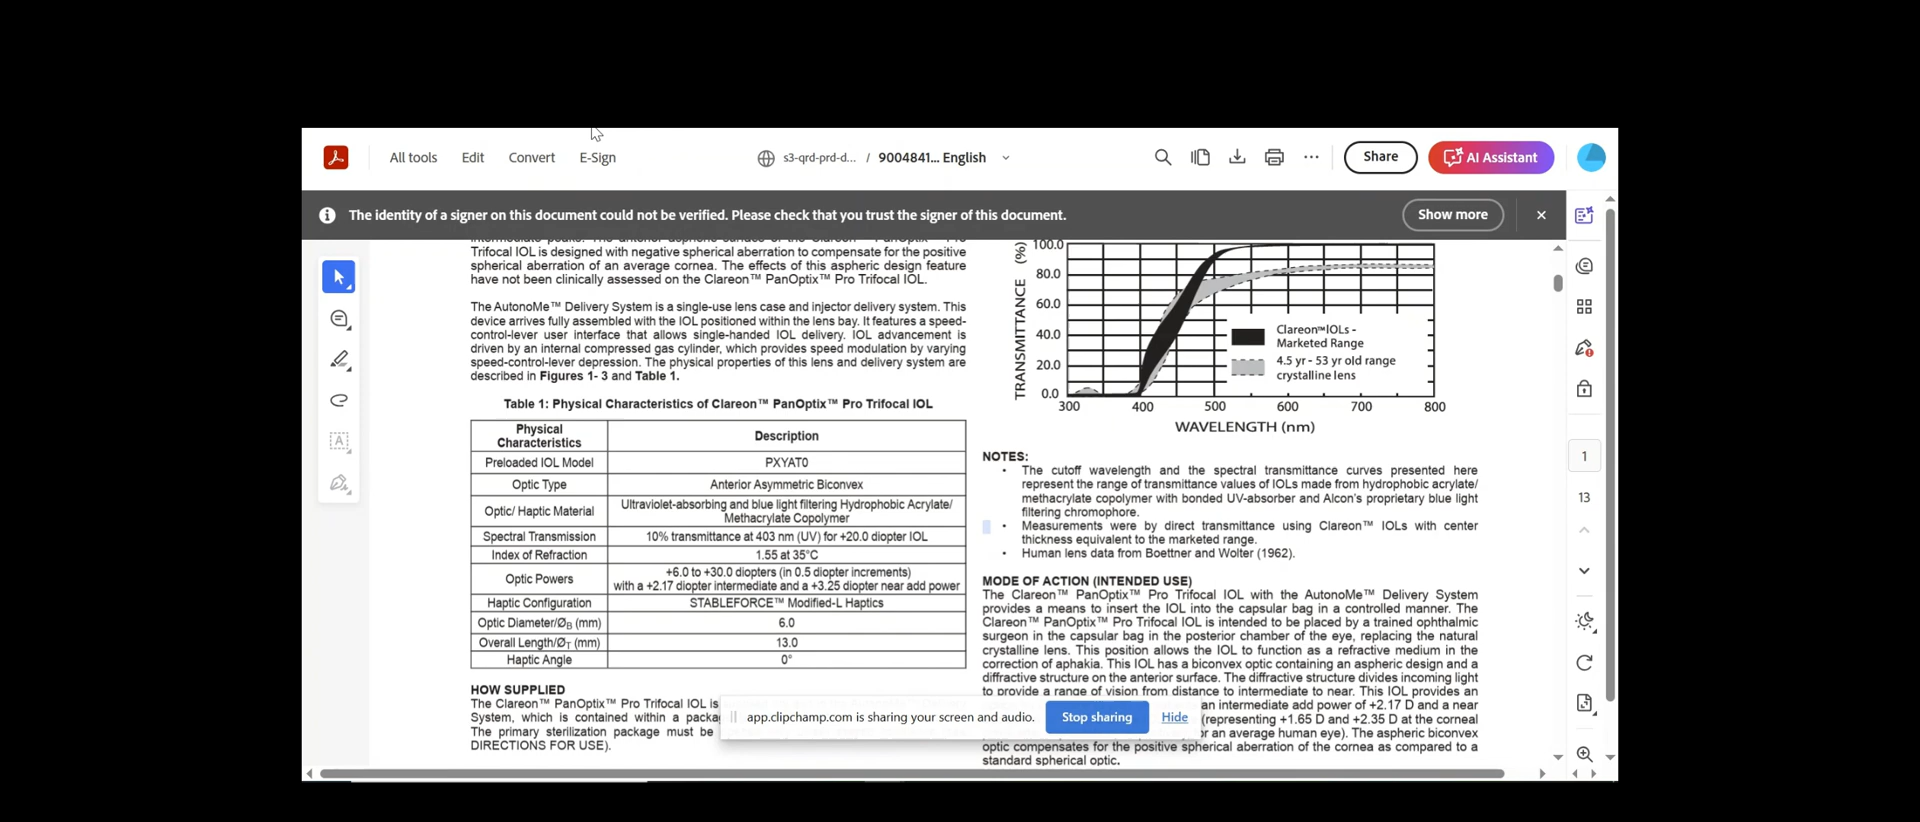 All tools
Edit
Convert
E-Sign
s3-qrd-prd-d... / 9004841... English
Share
AI Assistant
The identity of a signer on this document could not be verified. Please check that you trust the signer of this document.
Show more
Trifocal IOL is designed with negative spherical aberration to compensate for the positive
spherical aberration of an average cornea. The effects of this aspheric design feature
have not been clinically assessed on the Clareon™ PanOptix™ Pro Trifocal IOL.
The AutonoMe™ Delivery System is a single-use lens case and injector delivery system. This
device arrives fully assembled with the IOL positioned within the lens bay. It features a speed-
control-lever user interface that allows single-handed IOL delivery. IOL advancement is
driven by an internal compressed gas cylinder, which provides speed modulation by varying
speed-control-lever depression. The physical properties of this lens and delivery system are
described in Figures 1- 3 and Table 1.
Table 1: Physical Characteristics of Clareon™ PanOptix™ Pro Trifocal IOL
Physical
Characteristics
Description
Preloaded IOL Model
PXYAT0
Optic Type
Anterior Asymmetric Biconvex
Optic/ Haptic Material
Ultraviolet-absorbing and blue light filtering Hydrophobic Acrylate/
Methacrylate Copolymer
Spectral Transmission
10% transmittance at 403 nm (UV) for +20.0 diopter IOL
Index of Refraction
1.55 at 35°C
Optic Powers
+6.0 to +30.0 diopters (in 0.5 diopter increments)
with a +2.17 diopter intermediate and a +3.25 diopter near add power
Haptic Configuration
STABLEFORCE™ Modified-L Haptics
Optic Diameter/ØB (mm)
6.0
Overall Length/ØT (mm)
13.0
Haptic Angle
0°
HOW SUPPLIED
The Clareon™ PanOptix™ Pro Trifocal IOL is
System, which is contained within a packa
The primary sterilization package must be
DIRECTIONS FOR USE).
TRANSMITTANCE (%)
100.0
80.0
60.0
40.0
20.0
0.0
300
400
500
600
700
800
WAVELENGTH (nm)
Clareon™IOLs -
Marketed Range
4.5 yr - 53 yr old range
crystalline lens
NOTES:
• The cutoff wavelength and the spectral transmittance curves presented here
represent the range of transmittance values of IOLs made from hydrophobic acrylate/
methacrylate copolymer with bonded UV-absorber and Alcon's proprietary blue light
filtering chromophore.
• Measurements were by direct transmittance using Clareon™ IOLs with center
thickness equivalent to the marketed range.
• Human lens data from Boettner and Wolter (1962).
MODE OF ACTION (INTENDED USE)
The Clareon™ PanOptix™ Pro Trifocal IOL with the AutonoMe™ Delivery System
provides a means to insert the IOL into the capsular bag in a controlled manner. The
Clareon™ PanOptix™ Pro Trifocal IOL is intended to be placed by a trained ophthalmic
surgeon in the capsular bag in the posterior chamber of the eye, replacing the natural
crystalline lens. This position allows the IOL to function as a refractive medium in the
correction of aphakia. This IOL has a biconvex optic containing an aspheric design and a
diffractive structure on the anterior surface. The diffractive structure divides incoming light
to provide a range of vision from distance to intermediate to near. This IOL provides an
an intermediate add power of +2.17 D and a near
(representing +1.65 D and +2.35 D at the corneal
or an average human eye). The aspheric biconvex
optic compensates for the positive spherical aberration of the cornea as compared to a
standard spherical optic.
app.clipchamp.com is sharing your screen and audio.
Stop sharing
Hide
1
13